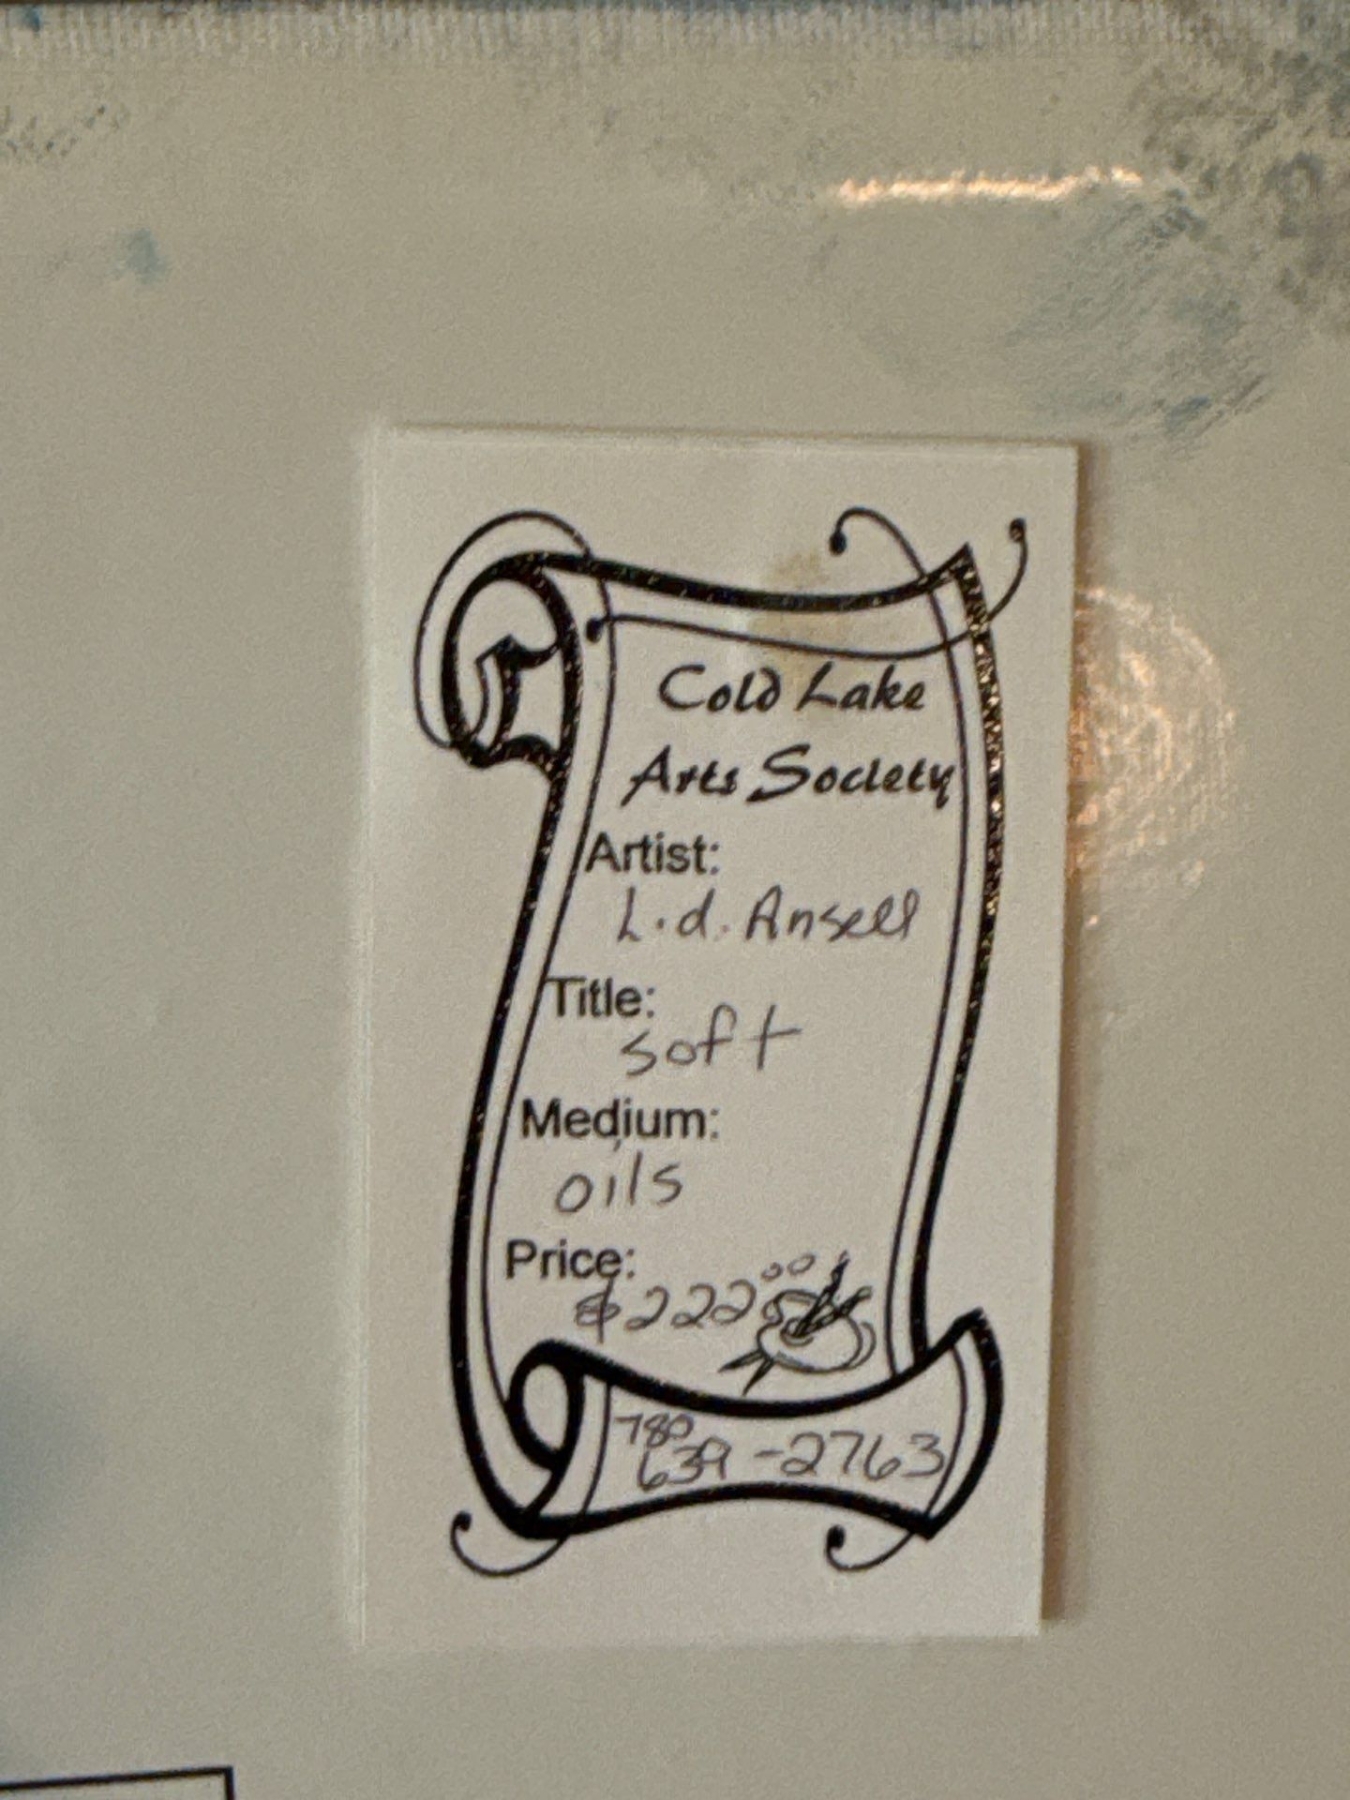 Cold Lake
Arts Society
Artist:
L.d. Ansell
Title:
soft
Medium:
oils
Price:
$222.00
780
639-2763